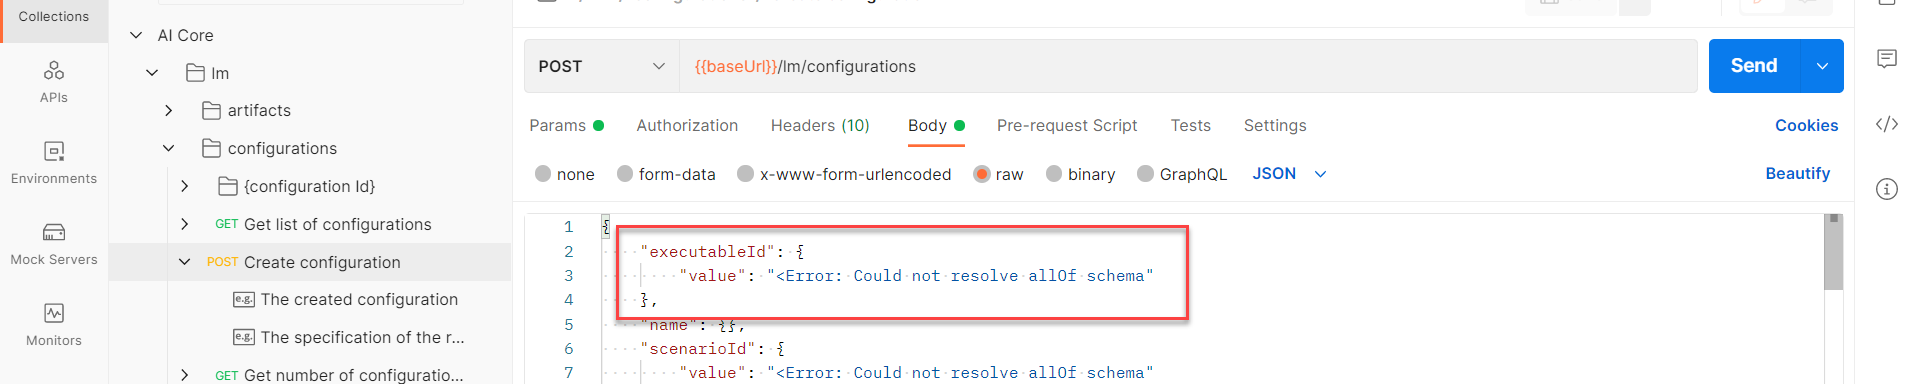 Collections
APIs
Environments
Mock Servers
Monitors
AI Core
lm
artifacts
configurations
{configuration Id}
GET Get list of configurations
POST Create configuration
e.g. The created configuration
e.g. The specification of the r...
GET Get number of configuratio...
POST
{{baseUrl}}/lm/configurations
Send
Params
Authorization
Headers (10)
Body
Pre-request Script
Tests
Settings
Cookies
none
form-data
x-www-form-urlencoded
raw
binary
GraphQL
JSON
Beautify
1 {
2 "executableId": {
3 "value": "<Error: Could not resolve allOf schema"
4 },
5 "name": {},
6 "scenarioId": {
7 "value": "<Error: Could not resolve allOf schema"